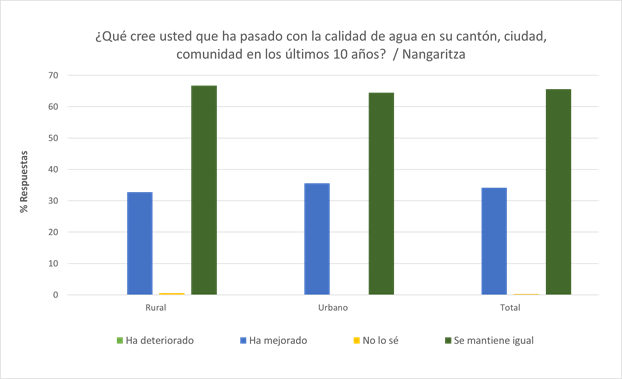 ¿Qué cree usted que ha pasado con la calidad de agua en su cantón, ciudad,
comunidad en los últimos 10 años?  / Nangaritza
70
60
50
40
30
20
10
0
% Respuestas
Rural
Urbano
Total
Ha deteriorado
Ha mejorado
No lo sé
Se mantiene igual